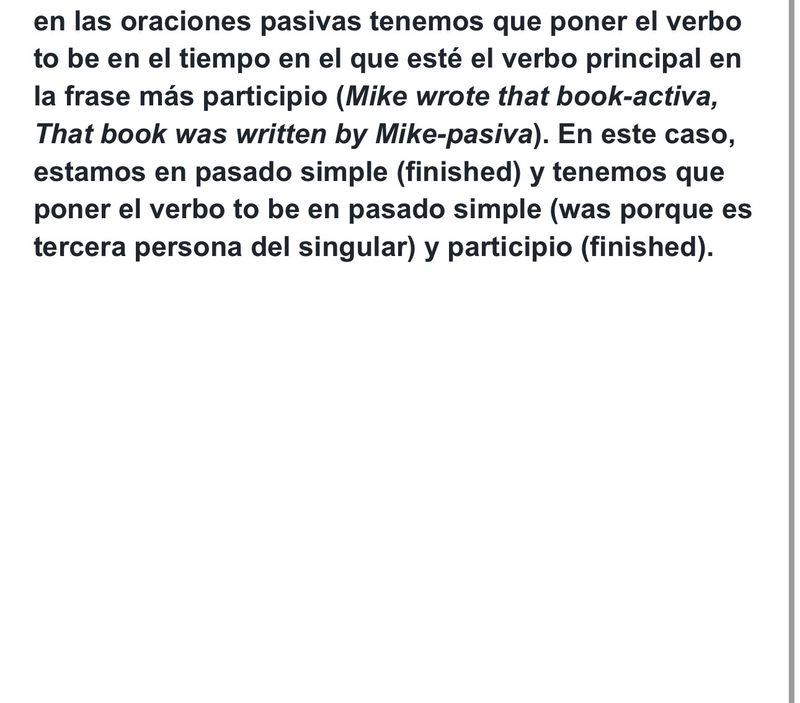 en las oraciones pasivas tenemos que poner el verbo
to be en el tiempo en el que esté el verbo principal en
la frase más participio (Mike wrote that book-activa,
That book was written by Mike-pasiva). En este caso,
estamos en pasado simple (finished) y tenemos que
poner el verbo to be en pasado simple (was porque es
tercera persona del singular) y participio (finished).